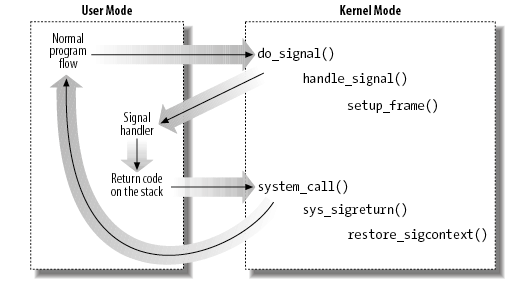 User Mode
Kernel Mode
Normal
program
flow
do_signal()
handle_signal()
setup_frame()
Signal
handler
Return code
on the stack
system_call()
sys_sigreturn()
restore_sigcontext()